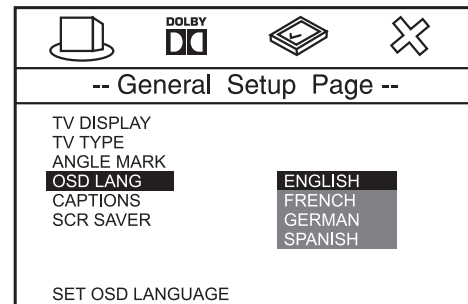 DOLBY
-- General Setup Page --
TV DISPLAY
TV TYPE
ANGLE MARK
OSD LANG
CAPTIONS
SCR SAVER
ENGLISH
FRENCH
GERMAN
SPANISH
SET OSD LANGUAGE